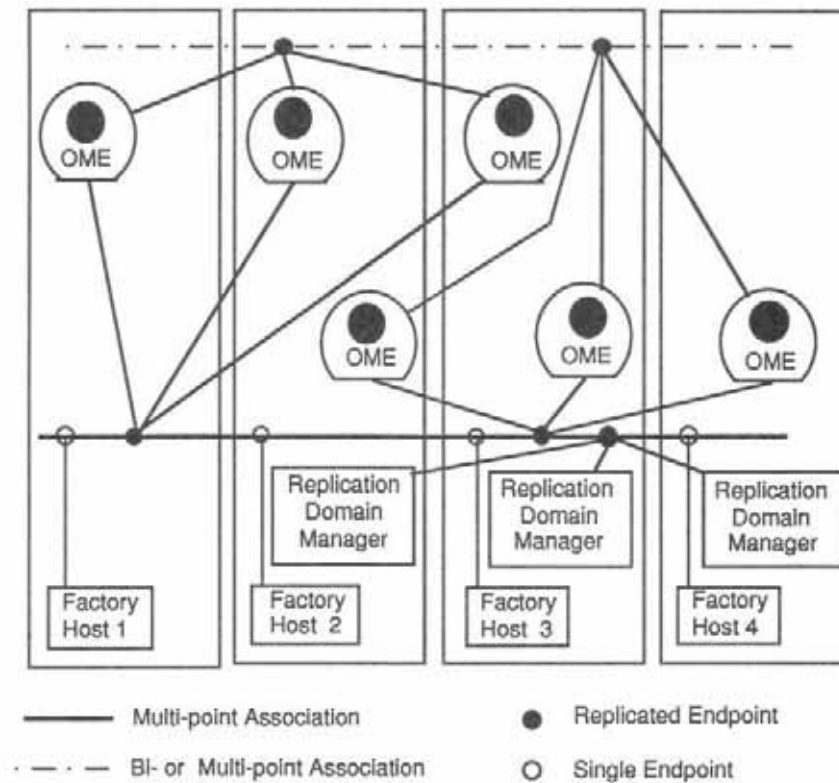 OME
OME
OME
OME
OME
OME
Replication
Domain
Manager
Replication
Domain
Manager
Replication
Domain
Manager
Factory
Host 1
Factory
Host 2
Factory
Host 3
Factory
Host 4
Multi-point Association
Replicated Endpoint
Bi- or Multi-point Association
Single Endpoint